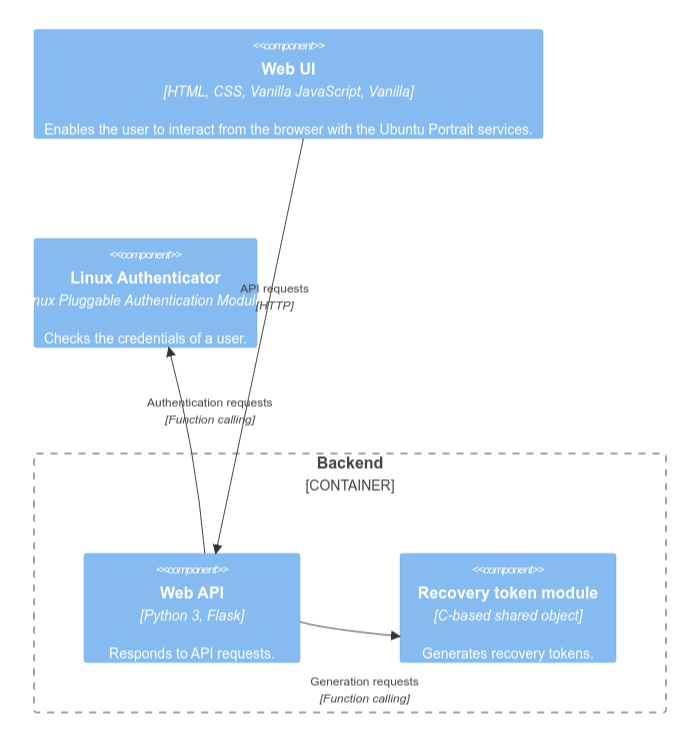 <<component>>
Web UI
[HTML, CSS, Vanilla JavaScript, Vanilla]
Enables the user to interact from the browser with the Ubuntu Portrait services.
<<component>>
Linux Authenticator
nux Pluggable Authentication Modul
Checks the credentials of a user.
API requests
[HTTP]
Authentication requests
[Function calling]
Backend
[CONTAINER]
<<component>>
Web API
[Python 3, Flask]
Responds to API requests.
<<component>>
Recovery token module
[C-based shared object]
Generates recovery tokens.
Generation requests
[Function calling]